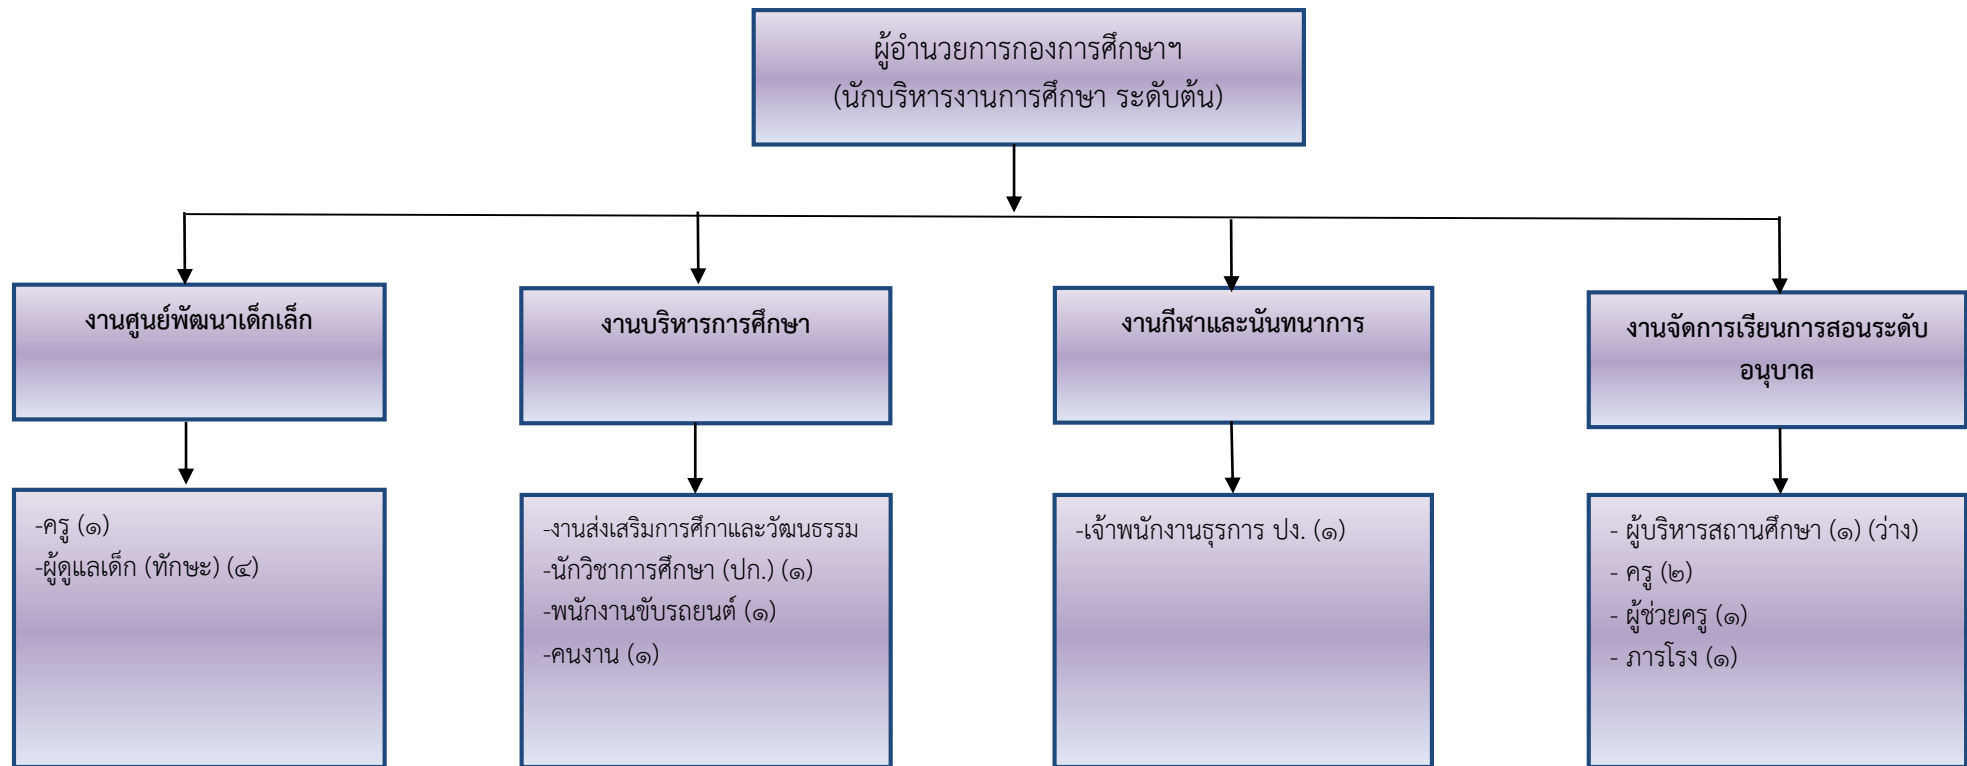 ผู้อำนวยการกองการศึกษาฯ
(นักบริหารงานการศึกษา ระดับต้น)
งานศูนย์พัฒนาเด็กเล็ก
-ครู (๑)
-ผู้ดูแลเด็ก (ทักษะ) (๔)
งานบริหารการศึกษา
-งานส่งเสริมการศึกาและวัฒนธรรม
-นักวิชาการศึกษา (ปก.) (๑)
-พนักงานขับรถยนต์ (๑)
-คนงาน (๑)
งานกีฬาและนันทนาการ
-เจ้าพนักงานธุรการ ปง. (๑)
งานจัดการเรียนการสอนระดับ
อนุบาล
- ผู้บริหารสถานศึกษา (๑) (ว่าง)
- ครู (๒)
- ผู้ช่วยครู (๑)
- ภารโรง (๑)